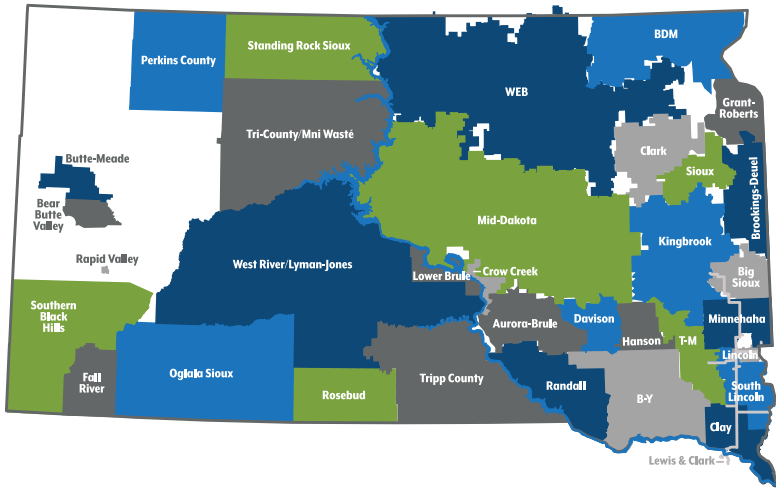 BDM
Standing Rock Sioux
Perkins County
WEB
Grant-
Roberts
Tri-County/Mni Wasté
Clark
Butte-Meade
Sioux
Brookings-Deuel
Bear
Butte
Valley
Mid-Dakota
Kingbrook
Rapid Valley
West River/Lyman-Jones
Crow Creek
Lower Brule
Big
Sioux
Southern
Black
Hills
Davison
Minnehaha
Aurora-Brule
Hanson
T-M
Lincoln
Fall
River
Oglala Sioux
Tripp County
Randall
South
Lincoln
Rosebud
B-Y
Clay
Lewis & Clark